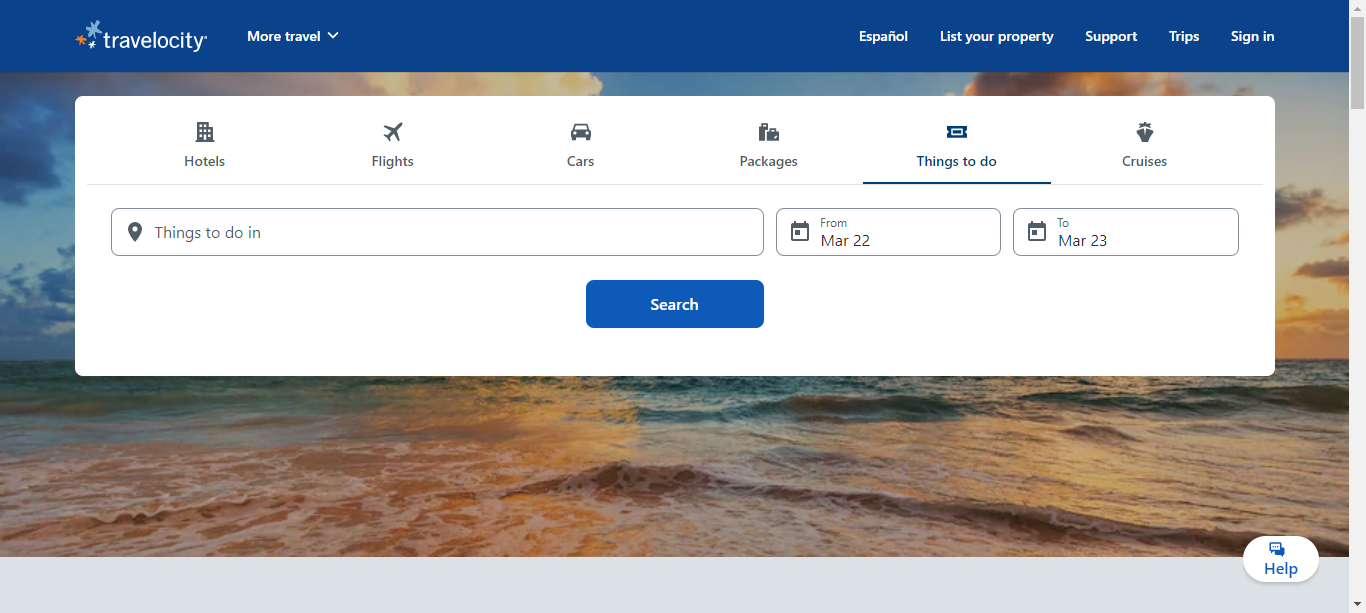 travelocity
More travel
Español
List your property
Support
Trips
Sign in
Hotels
Flights
Cars
Packages
Things to do
Cruises
Things to do in
From
Mar 22
To
Mar 23
Search
Help